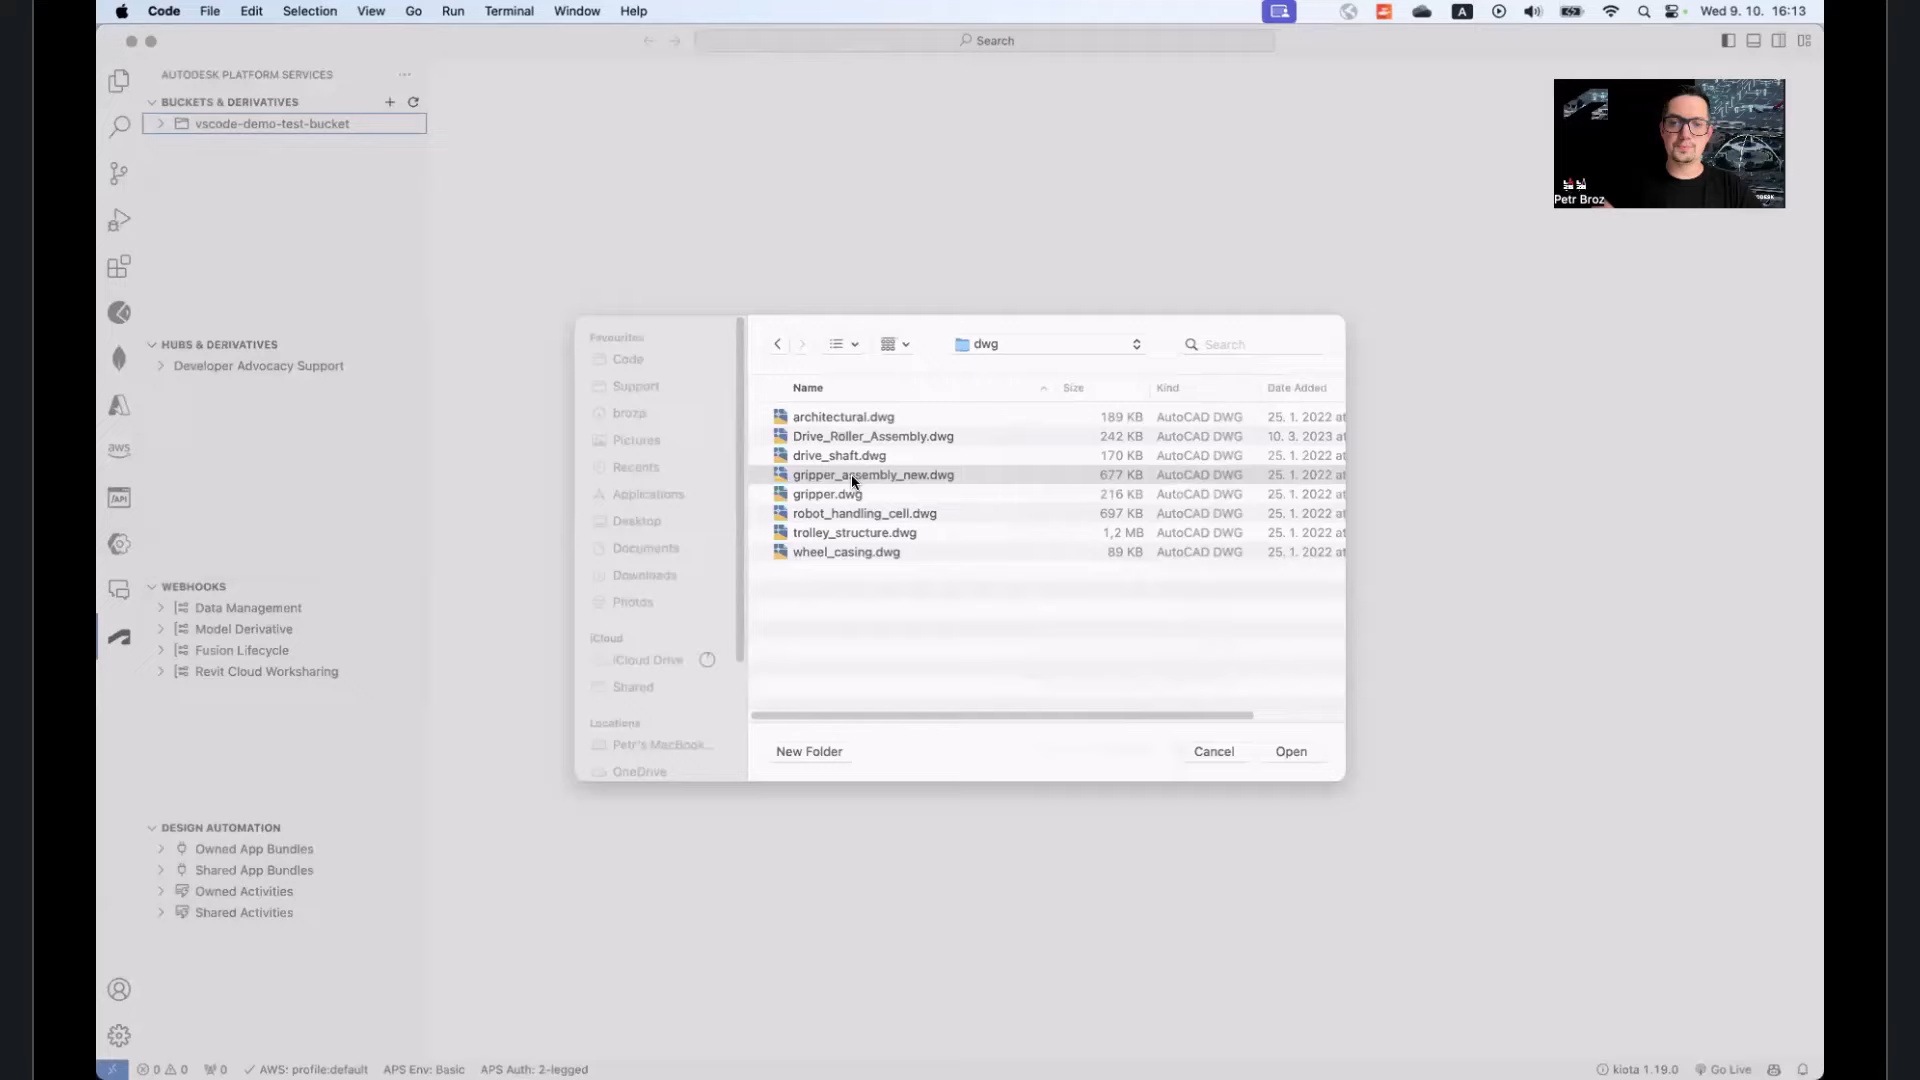 Code File Edit Selection View Go Run Terminal Window Help
A Wed 9. 10. 16:13
Search
AUTODESK PLATFORM SERVICES ...
BUCKETS & DERIVATIVES
vscode-demo-test-bucket
Petr Broz
HUBS & DERIVATIVES
Developer Advocacy Support
aws
/API
WEBHOOKS
Data Management
Model Derivative
Fusion Lifecycle
Revit Cloud Worksharing
DESIGN AUTOMATION
Owned App Bundles
Shared App Bundles
Owned Activities
Shared Activities
Favourites
Code
Support
brozp
Pictures
Recents
Applications
Desktop
Documents
Downloads
Photos
iCloud
iCloud Drive
Shared
Locations
Petr's MacBook...
OneDrive
dwg
Search
Name Size Kind Date Added
architectural.dwg 189 KB AutoCAD DWG 25. 1. 2022 at
Drive_Roller_Assembly.dwg 242 KB AutoCAD DWG 10. 3. 2023 at
drive_shaft.dwg 170 KB AutoCAD DWG 25. 1. 2022 at
gripper_assembly_new.dwg 677 KB AutoCAD DWG 25. 1. 2022 at
gripper.dwg 216 KB AutoCAD DWG 25. 1. 2022 at
robot_handling_cell.dwg 697 KB AutoCAD DWG 25. 1. 2022 at
trolley_structure.dwg 1,2 MB AutoCAD DWG 25. 1. 2022 at
wheel_casing.dwg 89 KB AutoCAD DWG 25. 1. 2022 at
New Folder Cancel Open
0 0 0 AWS: profile:default APS Env: Basic APS Auth: 2-legged
kiota 1.19.0 Go Live